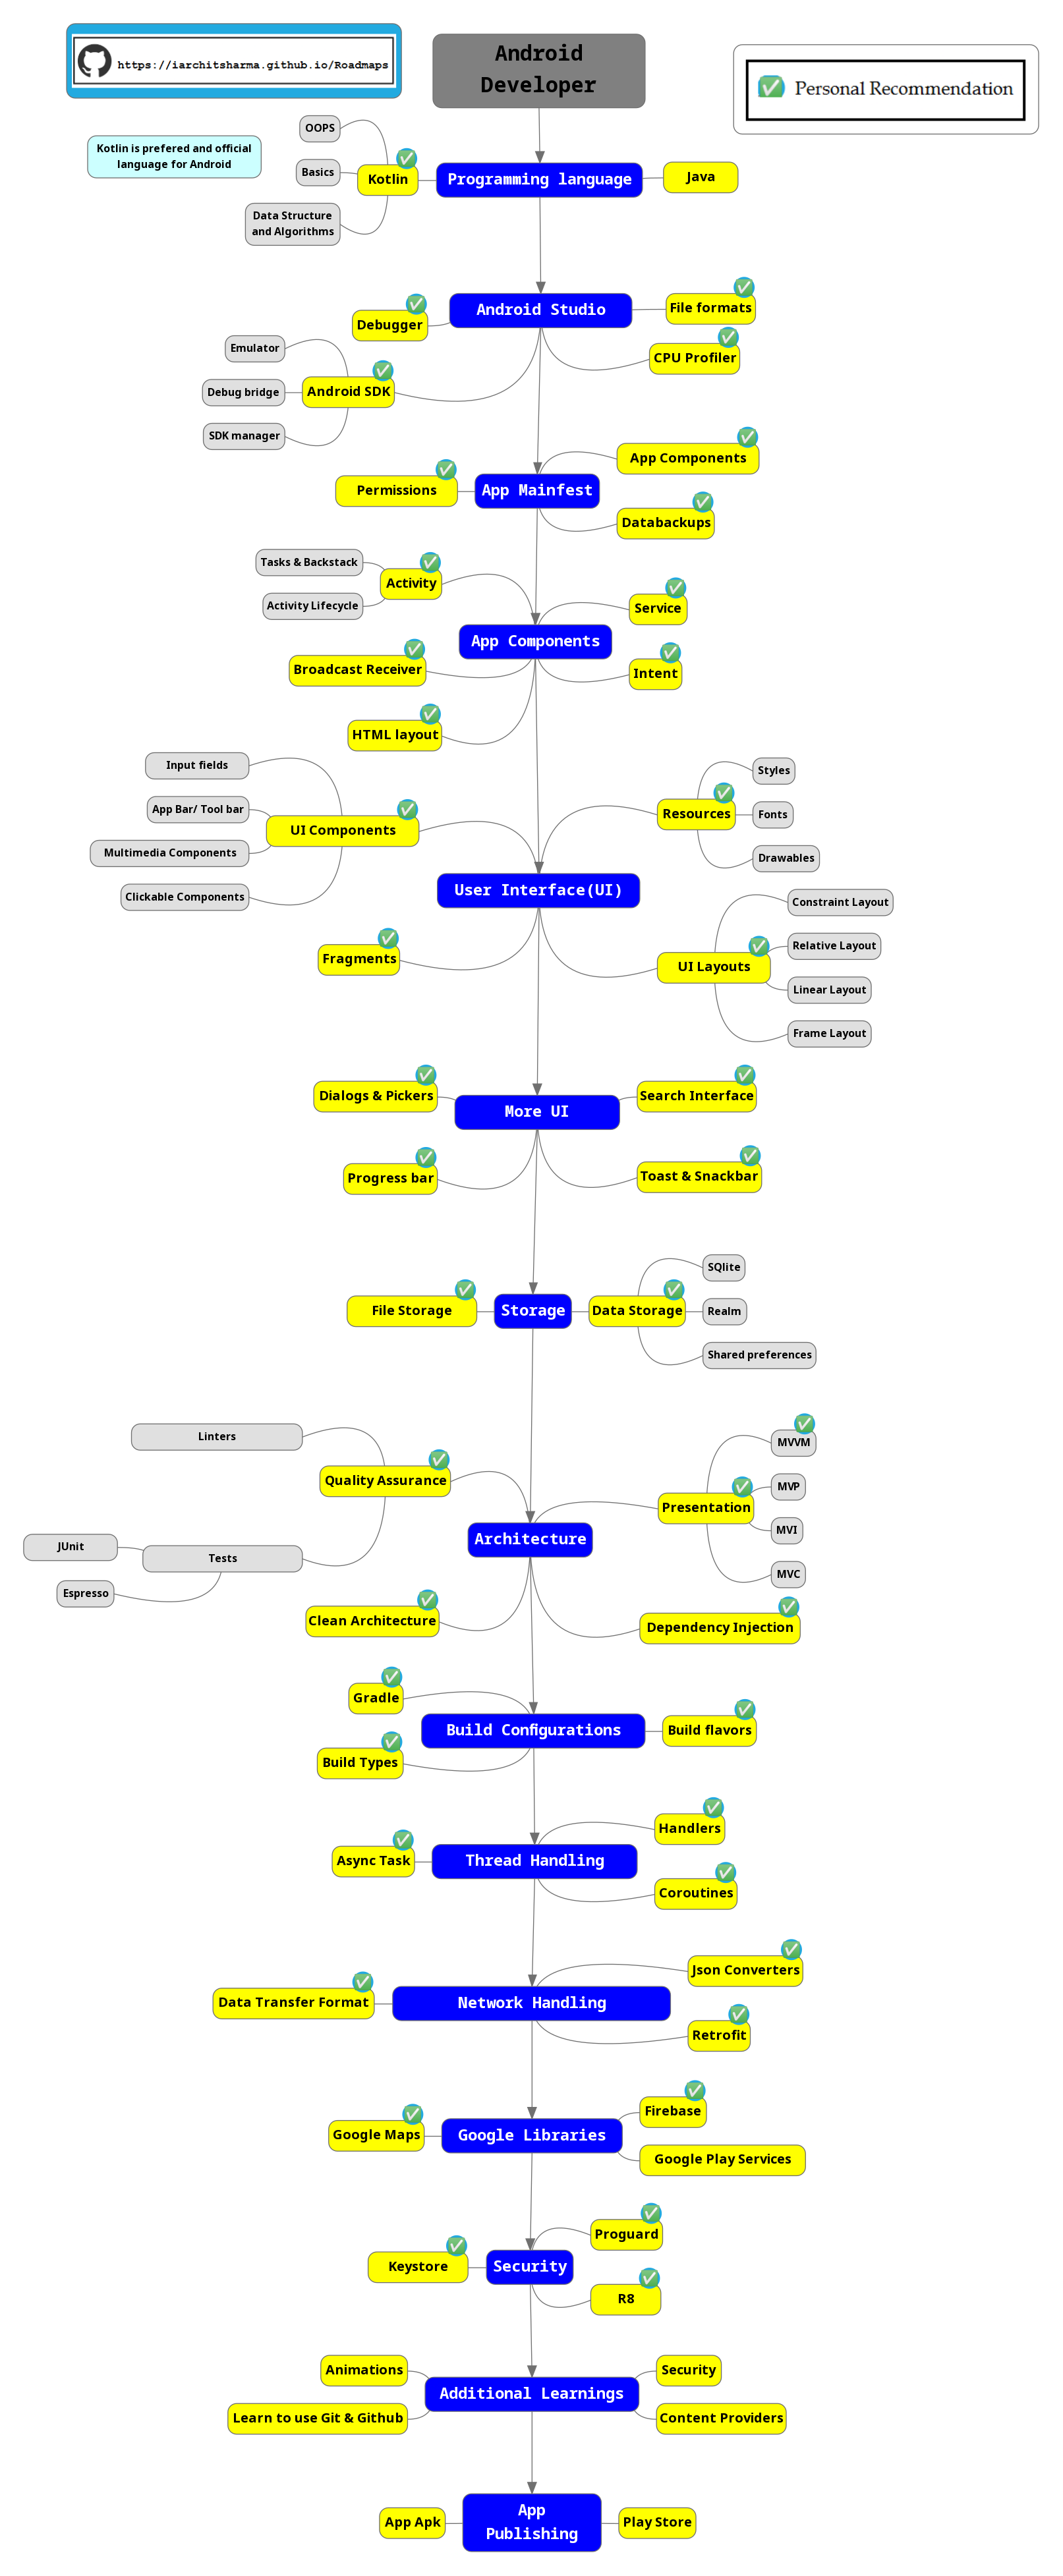 https://iarchitsharma.github.io/Roadmaps
Android
Developer
Personal Recommendation
Kotlin is prefered and official
language for Android
OOPS
Basics
Data Structure
and Algorithms
Kotlin
Programming language
Java
Android Studio
File formats
Debugger
CPU Profiler
Emulator
Debug bridge
SDK manager
Android SDK
App Components
Permissions
App Mainfest
Databackups
Tasks & Backstack
Activity Lifecycle
Activity
Service
App Components
Broadcast Receiver
Intent
HTML layout
Input fields
App Bar/ Tool bar
Multimedia Components
Clickable Components
UI Components
Resources
Styles
Fonts
Drawables
User Interface(UI)
Fragments
UI Layouts
Constraint Layout
Relative Layout
Linear Layout
Frame Layout
Dialogs & Pickers
Search Interface
More UI
Progress bar
Toast & Snackbar
File Storage
Storage
Data Storage
SQlite
Realm
Shared preferences
Linters
Quality Assurance
JUnit
Tests
Espresso
Presentation
MVVM
MVP
MVI
MVC
Architecture
Clean Architecture
Dependency Injection
Gradle
Build Configurations
Build flavors
Build Types
Handlers
Async Task
Thread Handling
Coroutines
Json Converters
Data Transfer Format
Network Handling
Retrofit
Firebase
Google Maps
Google Libraries
Google Play Services
Proguard
Keystore
Security
R8
Animations
Security
Additional Learnings
Learn to use Git & Github
Content Providers
App Apk
App
Publishing
Play Store